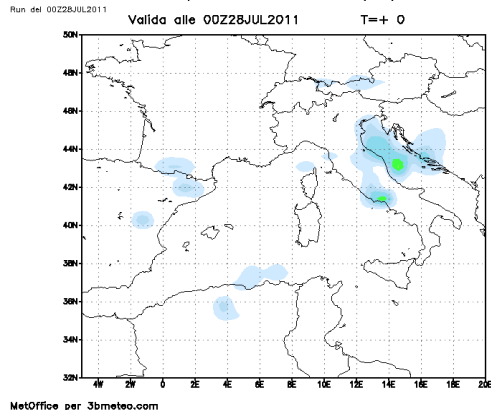 Run del 00Z28JUL2011
Valida alle 00Z28JUL2011 T=+ 0
50N
48N
46N
44N
42N
40N
38N
36N
34N
32N
4W 2W 0 2E 4E 6E 8E 10E 12E 14E 16E 18E 20E
MetOffice per 3bmeteo.com